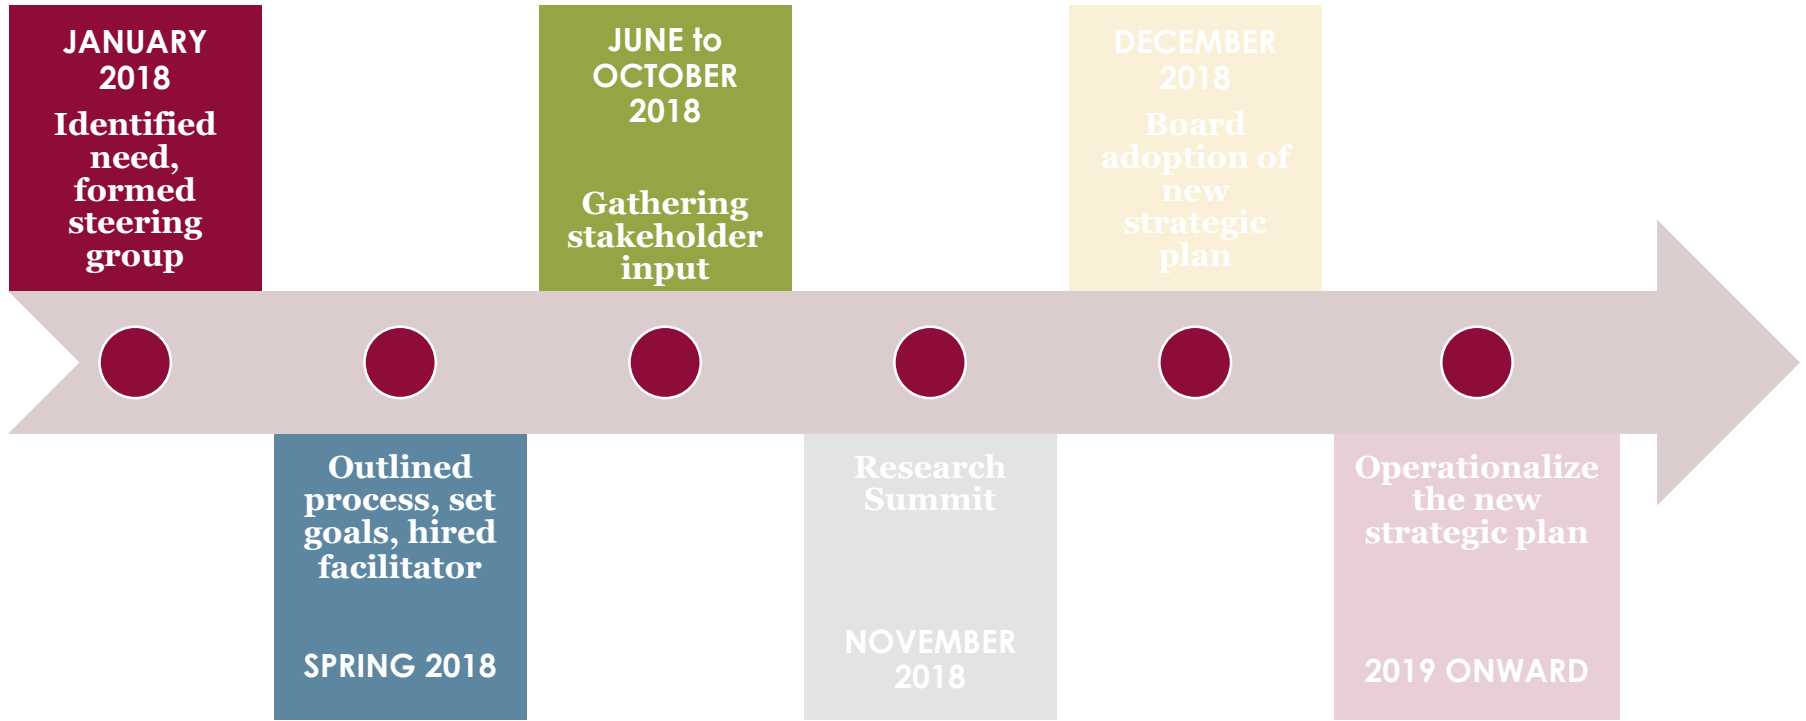 JANUARY
2018
Identified
need,
formed
steering
group
Outlined
process, set
goals, hired
facilitator
SPRING 2018
JUNE to
OCTOBER
2018
Gathering
stakeholder
input
Research
Summit
NOVEMBER
2018
DECEMBER
2018
Board
adoption of
new
strategic
plan
Operationalize
the new
strategic plan
2019 ONWARD